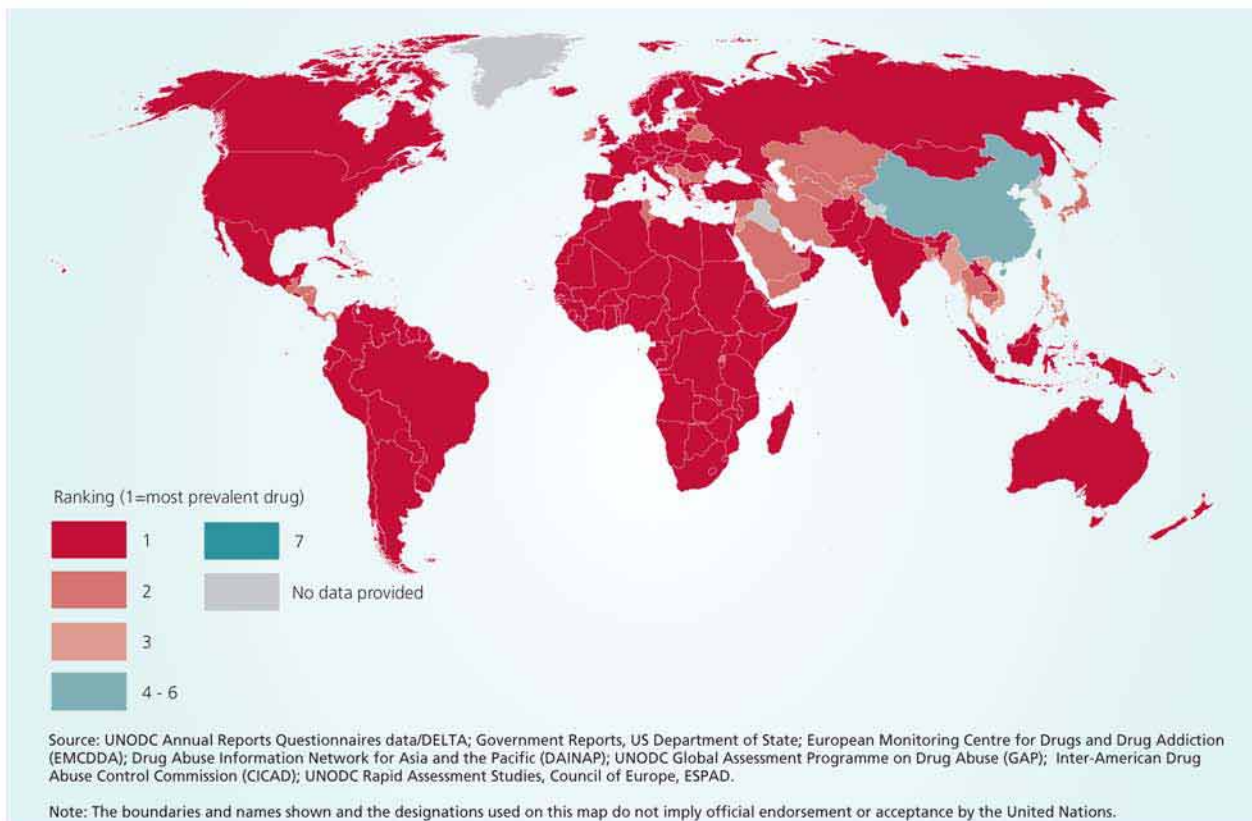 Ranking (1=most prevalent drug)
1
2
3
4 - 6
7
No data provided
Source: UNODC Annual Reports Questionnaires data/DELTA; Government Reports, US Department of State; European Monitoring Centre for Drugs and Drug Addiction
(EMCDDA); Drug Abuse Information Network for Asia and the Pacific (DAINAP); UNODC Global Assessment Programme on Drug Abuse (GAP);  Inter-American Drug
Abuse Control Commission (CICAD); UNODC Rapid Assessment Studies, Council of Europe, ESPAD.
Note: The boundaries and names shown and the designations used on this map do not imply official endorsement or acceptance by the United Nations.